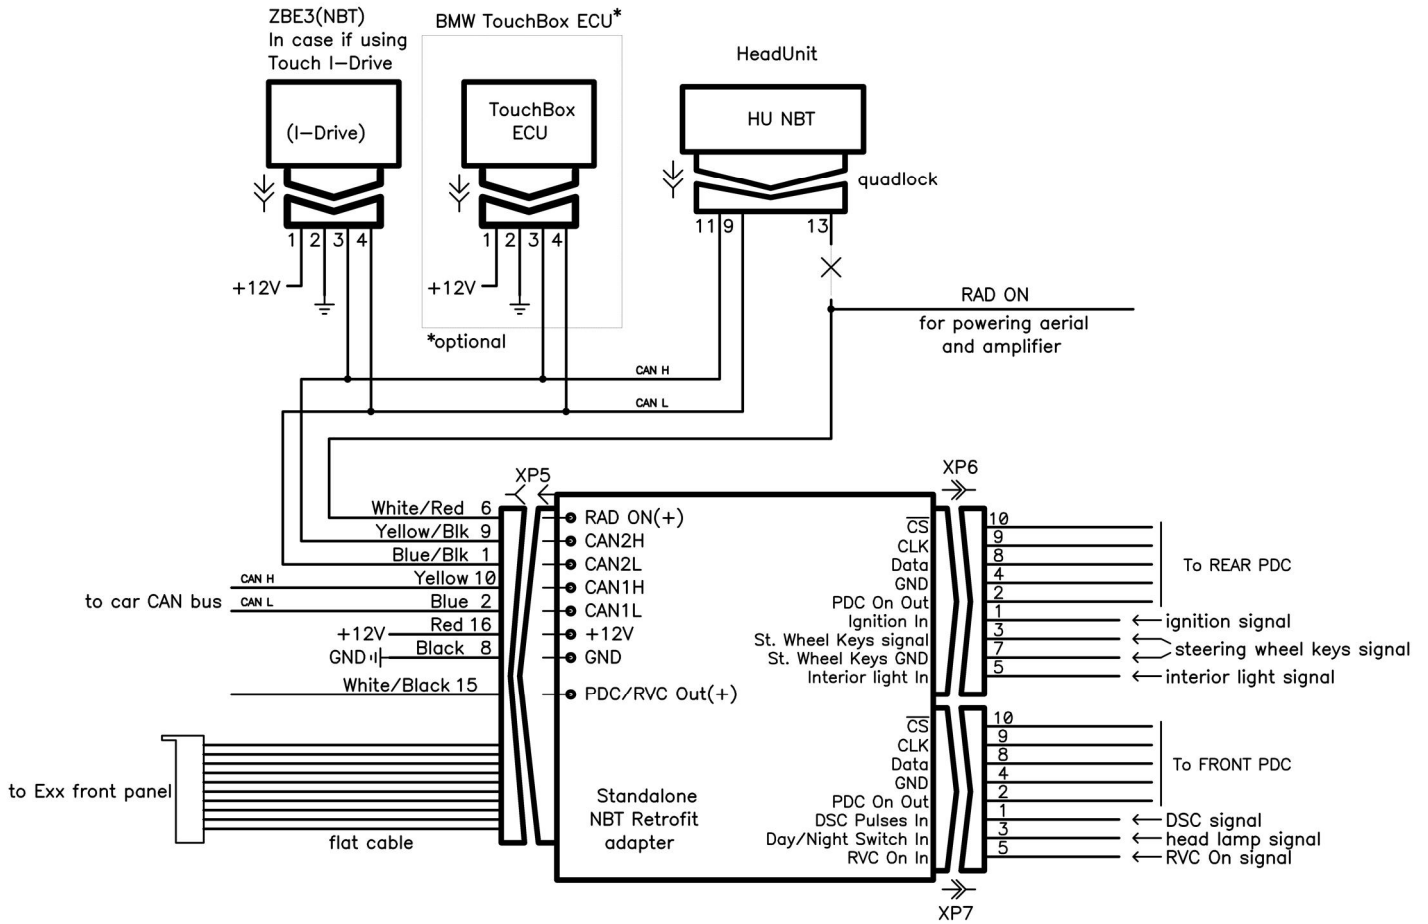 ZBE3(NBT)
In case if using
Touch I-Drive
(I-Drive)
1 2 3 4
+12V
BMW TouchBox ECU*
TouchBox
ECU
1 2 3 4
+12V
*optional
HeadUnit
HU NBT
quadlock
11 9 13
RAD ON
for powering aerial
and amplifier
CAN H
CAN L
XP5
White/Red 6
Yellow/Blk 9
Blue/Blk 1
CAN H Yellow 10
to car CAN bus CAN L Blue 2
+12V Red 16
GND Black 8
White/Black 15
to Exx front panel
flat cable
RAD ON(+)
CAN2H
CAN2L
CAN1H
CAN1L
+12V
GND
PDC/RVC Out(+)
Standalone
NBT Retrofit
adapter
XP6
CS 10
CLK 9
Data 8
GND 4
PDC On Out 2
To REAR PDC
Ignition In 1 ignition signal
St. Wheel Keys signal 3
St. Wheel Keys GND 7
steering wheel keys signal
Interior light In 5 interior light signal
CS 10
CLK 9
Data 8
GND 4
PDC On Out 2
To FRONT PDC
DSC Pulses In 1 DSC signal
Day/Night Switch In 3 head lamp signal
RVC On In 5 RVC On signal
XP7